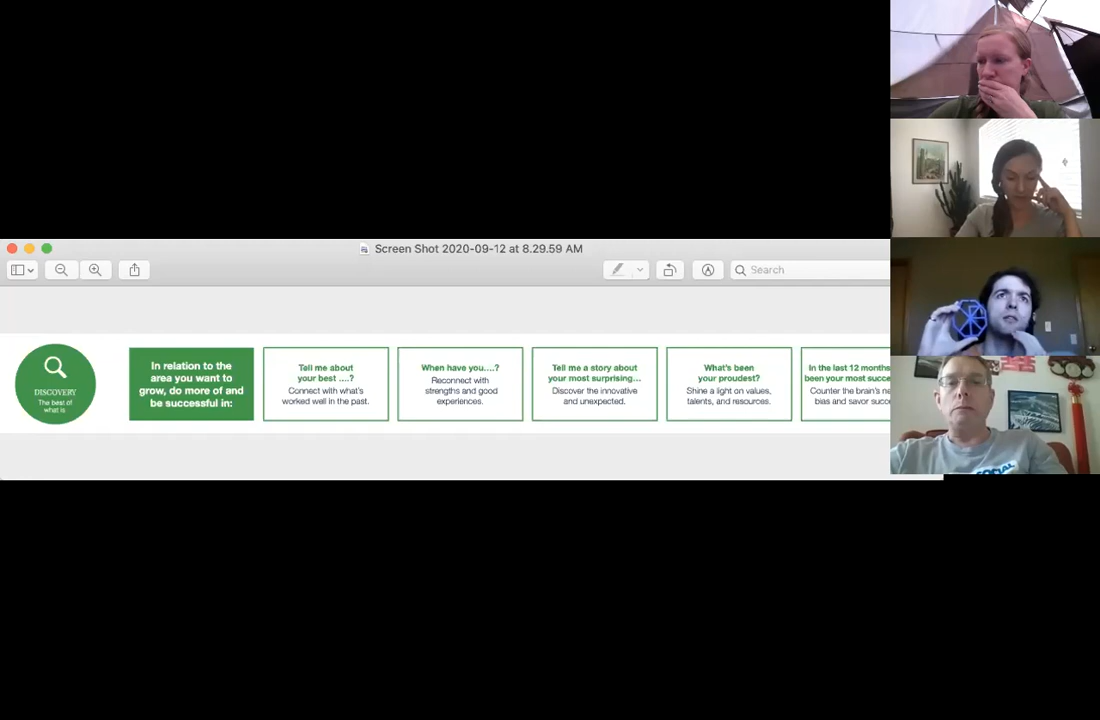 Screen Shot 2020-09-12 at 8.29.59 AM
Search
DISCOVERY
The best of
what is
In relation to the
area you want to
grow, do more of and
be successful in:
Tell me about
your best ....?
Connect with what's
worked well in the past.
When have you....?
Reconnect with
strengths and good
experiences.
Tell me a story about
your most surprising...
Discover the innovative
and unexpected.
What's been
your proudest?
Shine a light on values,
talents, and resources.
In the last 12 months
been your most succe
Counter the brain's ne
bias and savor succ
SOCIAL